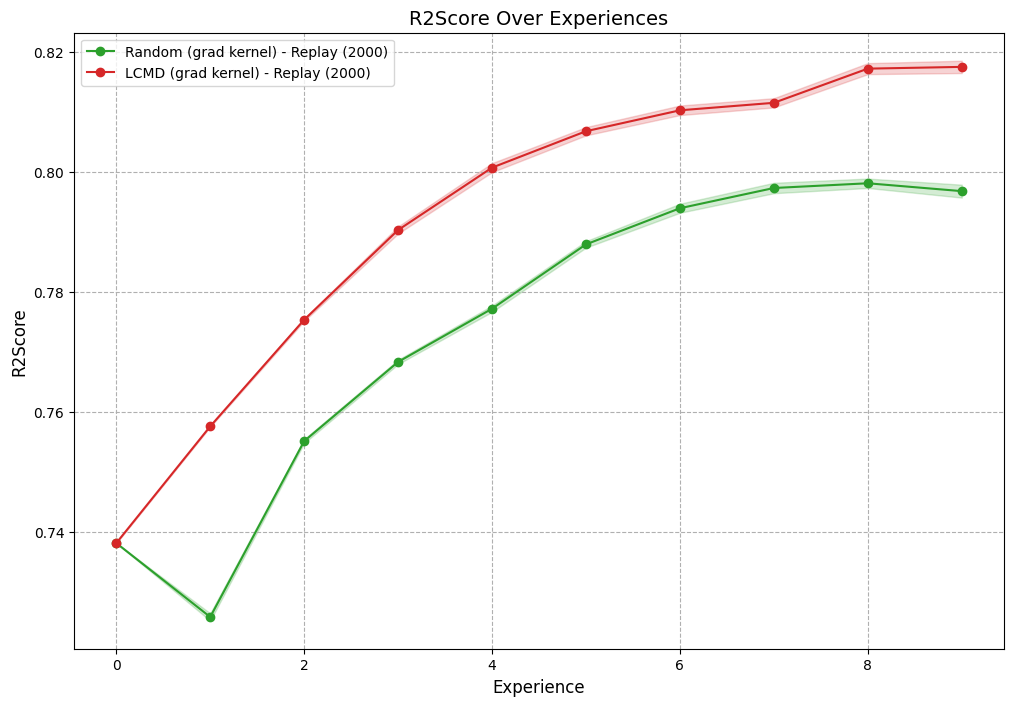 R2Score Over Experiences
Random (grad kernel) - Replay (2000)
LCMD (grad kernel) - Replay (2000)
R2Score
0.82
0.80
0.78
0.76
0.74
0 2 4 6 8
Experience